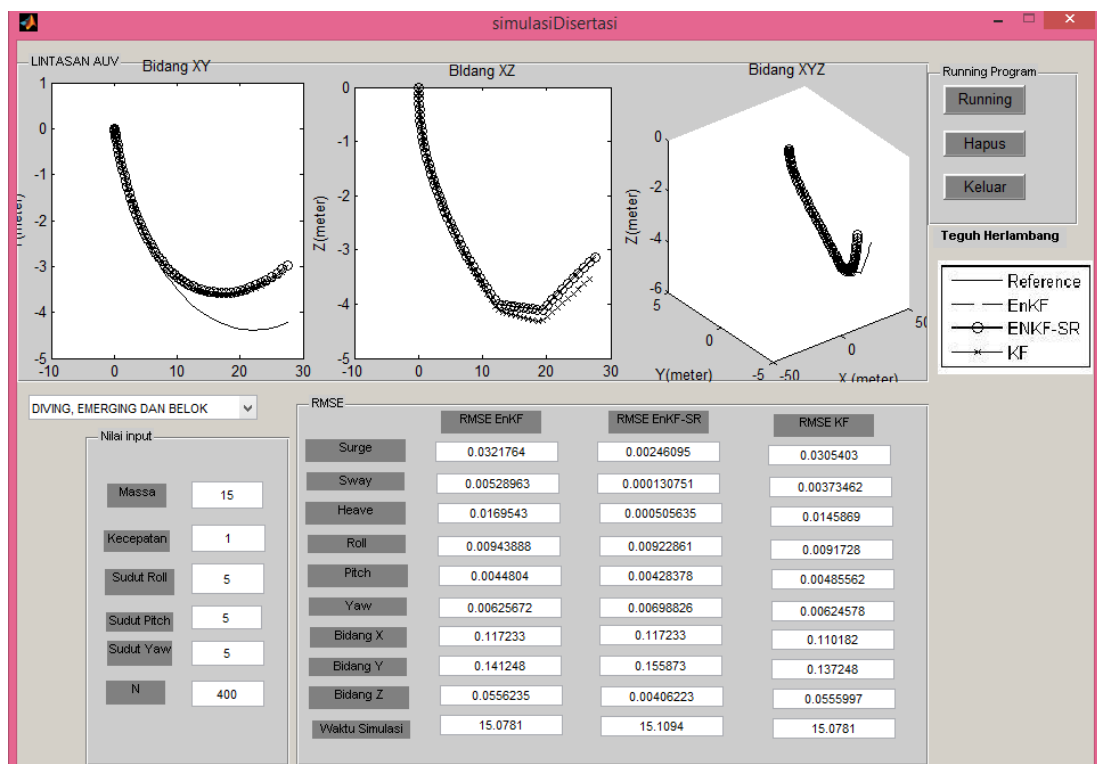 simulasiDisertasi
LINTASAN AUV
Bidang XY
1
0
-1
-2
-3
-4
-5
-10 0 10 20 30
BIdang XZ
Z(meter)
0
-1
-2
-3
-4
-5
-10 0 10 20 30
Bidang XYZ
Z(meter)
0
-2
-4
-6
5
0
-5
Y(meter)
-50
0
X (meter)
Running Program
Running
Hapus
Keluar
Teguh Herlambang
Reference
EnKF
ENKF-SR
KF
DIVING, EMERGING DAN BELOK
Nilai input
Massa 15
Kecepatan 1
Sudut Roll 5
Sudut Pitch 5
Sudut Yaw 5
N 400
RMSE
RMSE EnKF RMSE EnKF-SR RMSE KF
Surge 0.0321764 0.00246095 0.0305403
Sway 0.00528963 0.000130751 0.00373462
Heave 0.0169543 0.000505635 0.0145869
Roll 0.00943888 0.00922861 0.0091728
Pitch 0.0044804 0.00428378 0.00485562
Yaw 0.00625672 0.00698826 0.00624578
Bidang X 0.117233 0.117233 0.110182
Bidang Y 0.141248 0.155873 0.137248
Bidang Z 0.0556235 0.00406223 0.0555997
Waktu Simulasi 15.0781 15.1094 15.0781